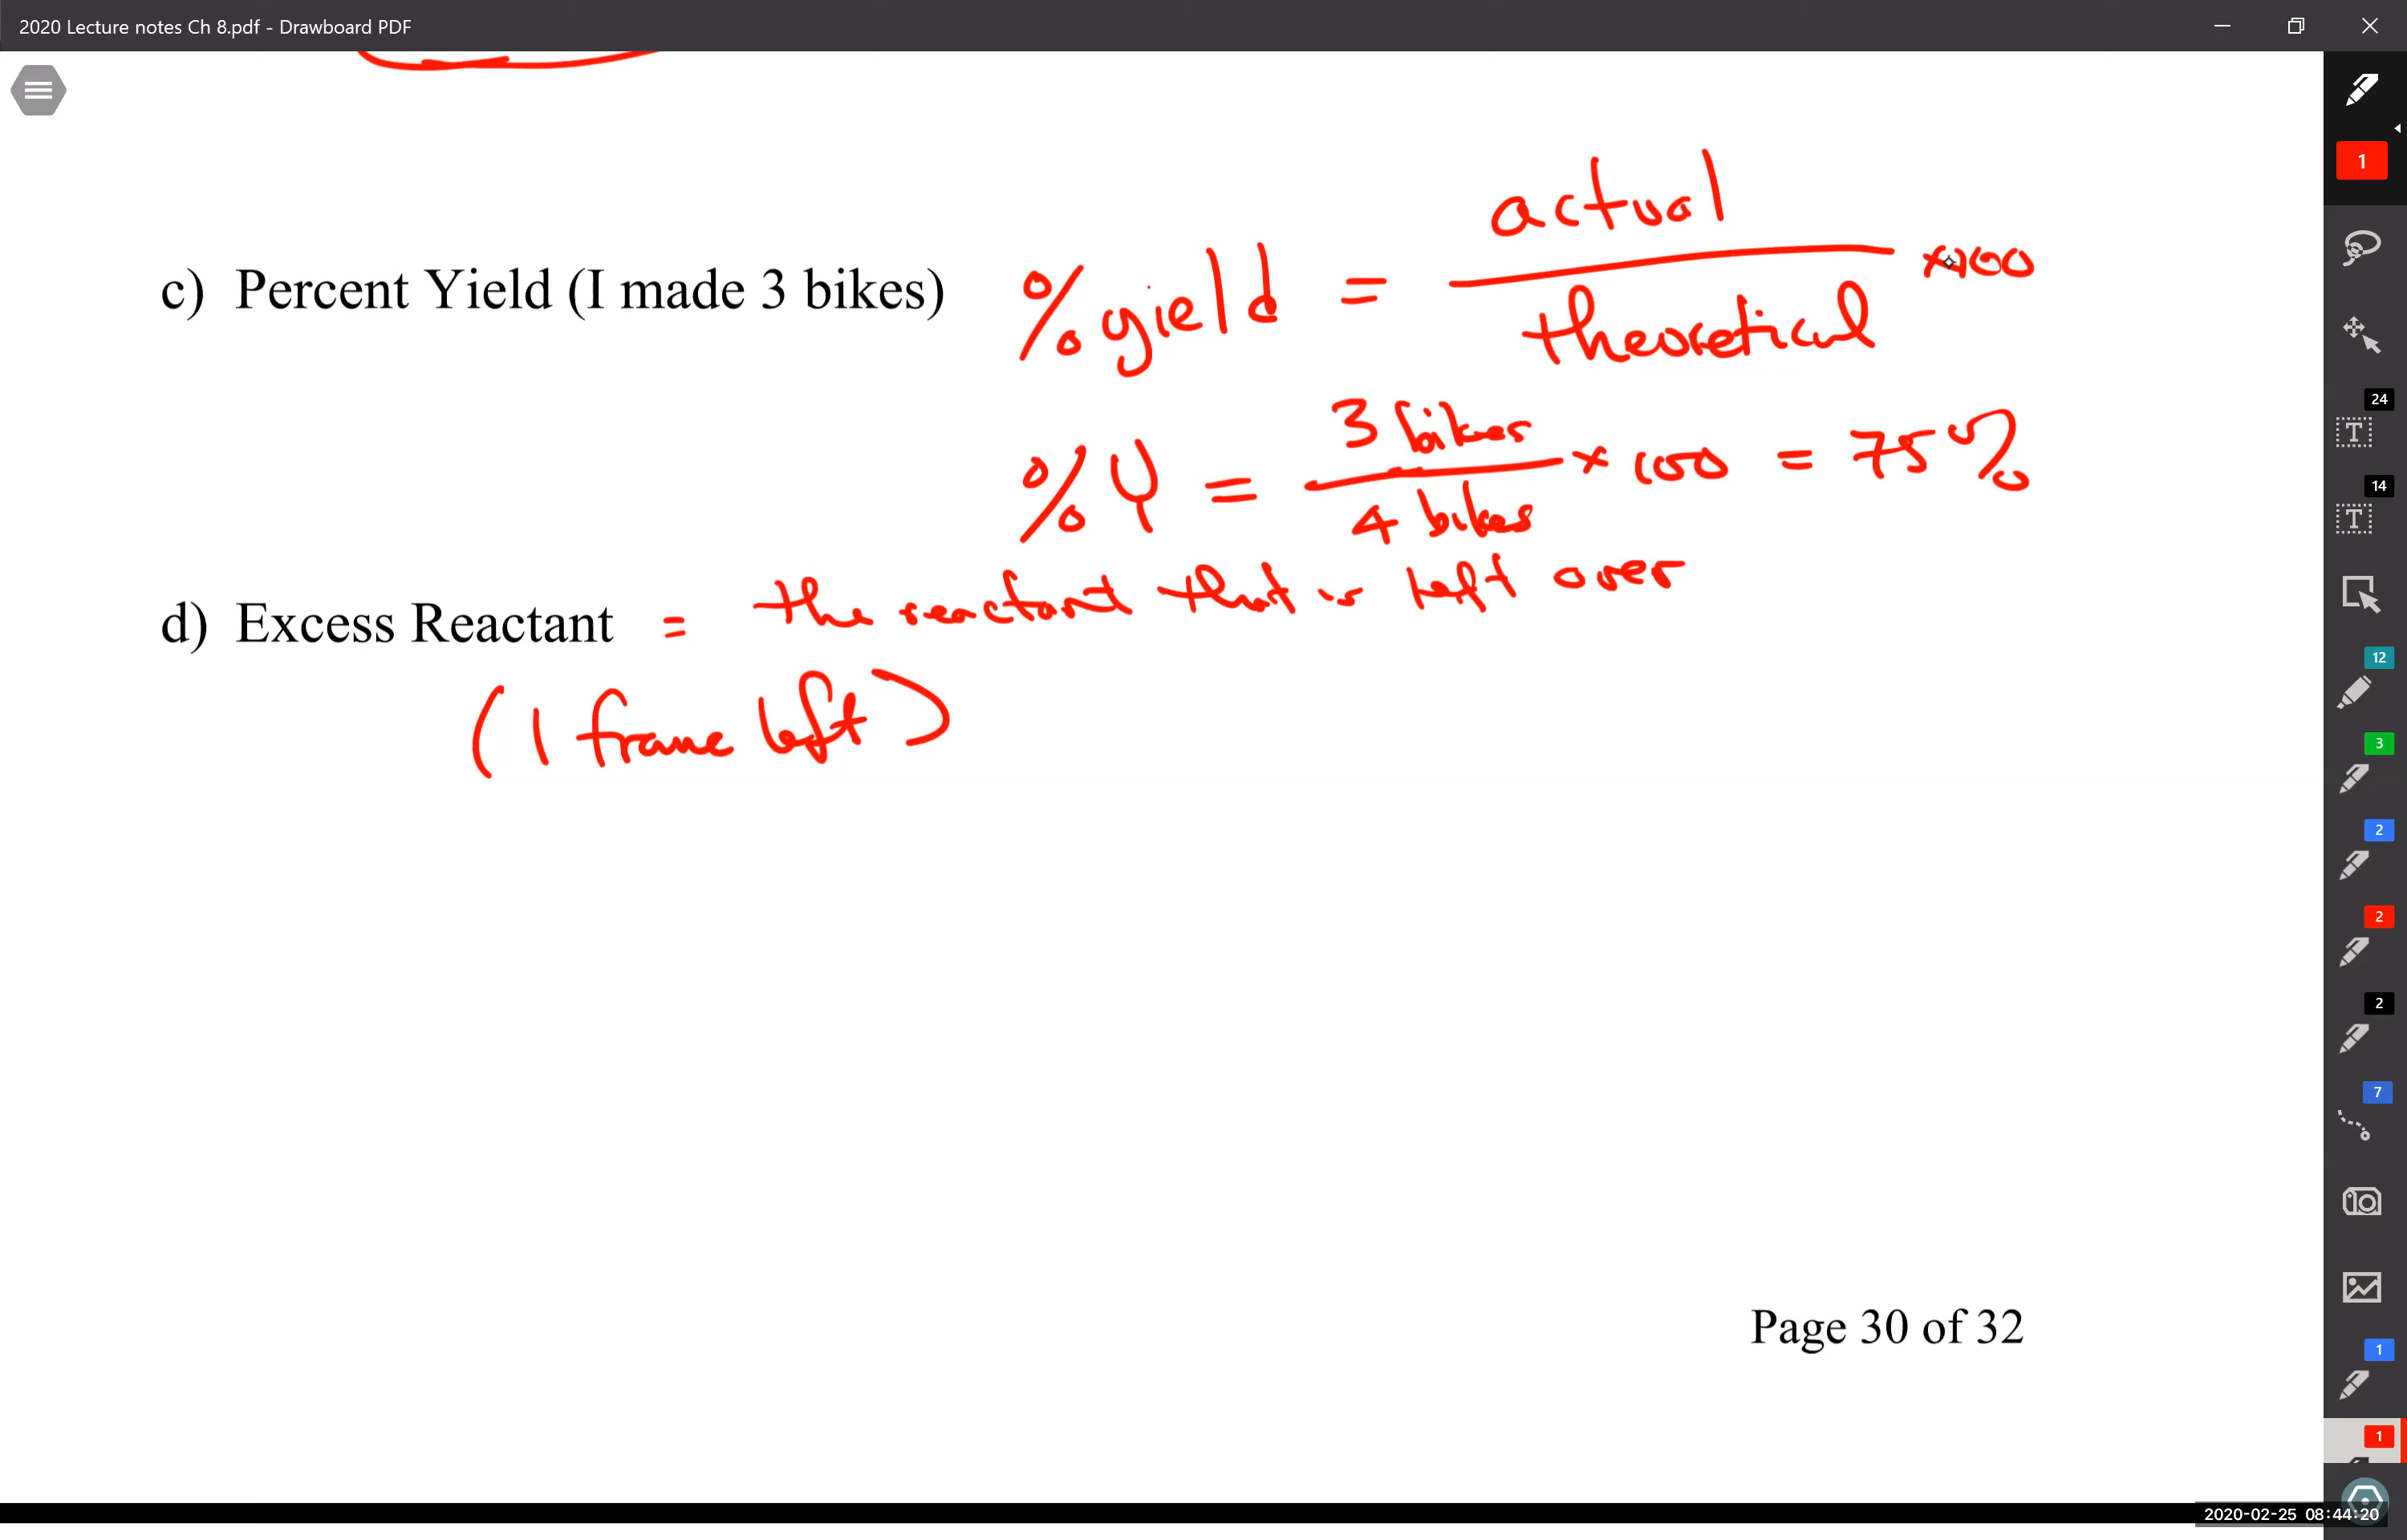 2020 Lecture notes Ch 8.pdf - Drawboard PDF
1
c) Percent Yield (I made 3 bikes) % yield = actual / theoretical × 100
24
% Y = 3 bikes / 4 bikes × 100 = 75%
14
d) Excess Reactant = the reactant that is left over
12
(1 frame left)
3
2
2
2
7
Page 30 of 32
1
1
2020-02-25 08:44:20